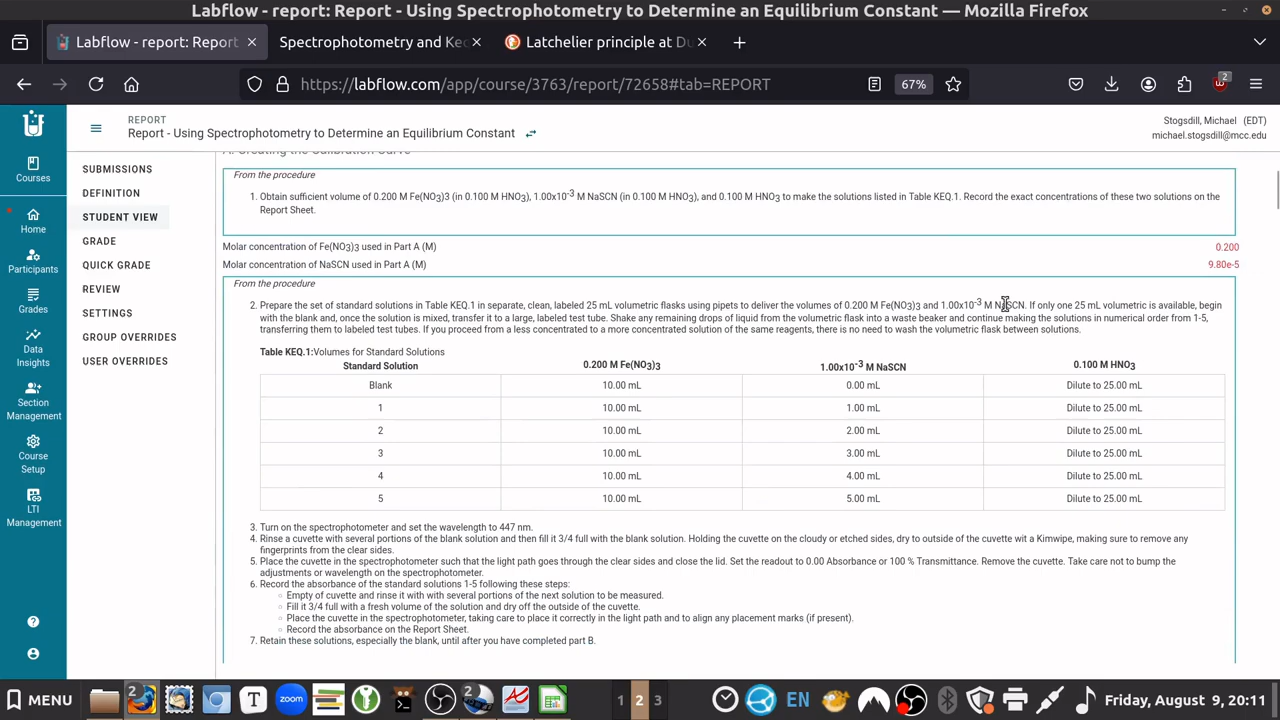 Labflow - report: Report - Using Spectrophotometry to Determine an Equilibrium Constant — Mozilla Firefox
Labflow - report: Report
Spectrophotometry and Keq
Latchelier principle at Du
https://labflow.com/app/course/3763/report/72658#tab=REPORT
67%
2
REPORT
Report - Using Spectrophotometry to Determine an Equilibrium Constant
Stogsdill, Michael (EDT)
michael.stogsdill@mcc.edu
Courses
Home
Participants
Grades
Data Insights
Section Management
Course Setup
LTI Management
SUBMISSIONS
DEFINITION
STUDENT VIEW
GRADE
QUICK GRADE
REVIEW
SETTINGS
GROUP OVERRIDES
USER OVERRIDES
A. Creating the Calibration Curve
From the procedure
1. Obtain sufficient volume of 0.200 M Fe(NO3)3 (in 0.100 M HNO3), 1.00x10-3 M NaSCN (in 0.100 M HNO3), and 0.100 M HNO3 to make the solutions listed in Table KEQ.1. Record the exact concentrations of these two solutions on the
Report Sheet.
Molar concentration of Fe(NO3)3 used in Part A (M) 0.200
Molar concentration of NaSCN used in Part A (M) 9.80e-5
From the procedure
2. Prepare the set of standard solutions in Table KEQ.1 in separate, clean, labeled 25 mL volumetric flasks using pipets to deliver the volumes of 0.200 M Fe(NO3)3 and 1.00x10-3 M NaSCN. If only one 25 mL volumetric is available, begin
with the blank and, once the solution is mixed, transfer it to a large, labeled test tube. Shake any remaining drops of liquid from the volumetric flask into a waste beaker and continue making the solutions in numerical order from 1-5,
transferring them to labeled test tubes. If you proceed from a less concentrated to a more concentrated solution of the same reagents, there is no need to wash the volumetric flask between solutions.
Table KEQ.1:Volumes for Standard Solutions
Standard Solution 0.200 M Fe(NO3)3 1.00x10-3 M NaSCN 0.100 M HNO3
Blank 10.00 mL 0.00 mL Dilute to 25.00 mL
1 10.00 mL 1.00 mL Dilute to 25.00 mL
2 10.00 mL 2.00 mL Dilute to 25.00 mL
3 10.00 mL 3.00 mL Dilute to 25.00 mL
4 10.00 mL 4.00 mL Dilute to 25.00 mL
5 10.00 mL 5.00 mL Dilute to 25.00 mL
3. Turn on the spectrophotometer and set the wavelength to 447 nm.
4. Rinse a cuvette with several portions of the blank solution and then fill it 3/4 full with the blank solution. Holding the cuvette on the cloudy or etched sides, dry to outside of the cuvette wit a Kimwipe, making sure to remove any
fingerprints from the clear sides.
5. Place the cuvette in the spectrophotometer such that the light path goes through the clear sides and close the lid. Set the readout to 0.00 Absorbance or 100 % Transmittance. Remove the cuvette. Take care not to bump the
adjustments or wavelength on the spectrophotometer.
6. Record the absorbance of the standard solutions 1-5 following these steps:
Empty of cuvette and rinse it with with several portions of the next solution to be measured.
Fill it 3/4 full with a fresh volume of the solution and dry off the outside of the cuvette.
Place the cuvette in the spectrophotometer, taking care to place it correctly in the light path and to align any placement marks (if present).
Record the absorbance on the Report Sheet.
7. Retain these solutions, especially the blank, until after you have completed part B.
MENU
2
T
zoom
2
1 2 3
EN
Friday, August 9, 20:11